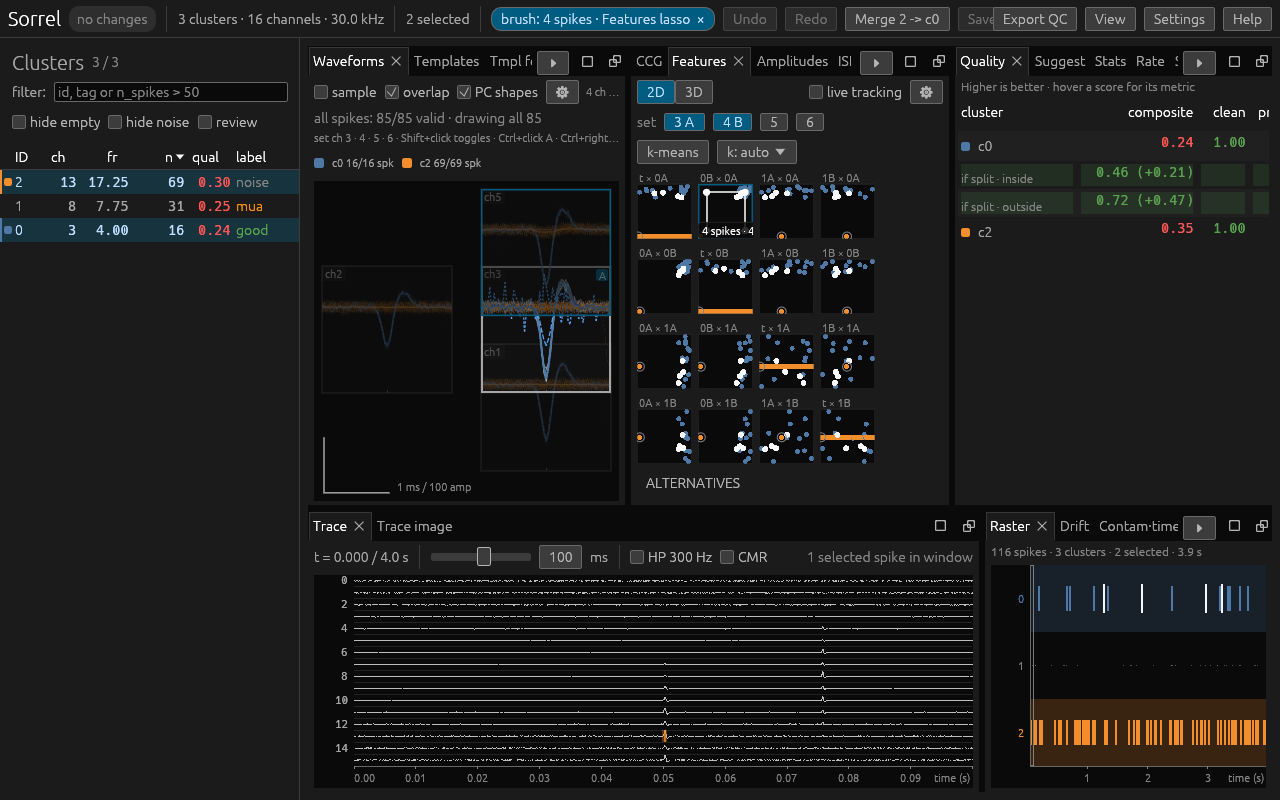 Sorrel no changes 3 clusters · 16 channels · 30.0 kHz 2 selected brush: 4 spikes · Features lasso × Undo Redo Merge 2 -> c0 Save Export QC View Settings Help
Clusters 3 / 3
filter: id, tag or n_spikes > 50
hide empty hide noise review
ID ch fr n qual label
2 13 17.25 69 0.30 noise
1 8 7.75 31 0.25 mua
0 3 4.00 16 0.24 good
Waveforms Templates Tmpl
sample overlap PC shapes 4 ch ...
all spikes: 85/85 valid · drawing all 85
set ch 3 · 4 · 5 · 6 · Shift+click toggles · Ctrl+click A · Ctrl+right...
c0 16/16 spk c2 69/69 spk
ch5
ch2
ch3 A
ch1
1 ms / 100 amp
CCG Features Amplitudes ISI
2D 3D live tracking
set 3 A 4 B 5 6
k-means k: auto
t × 0A 0B × 0A 1A × 0A 1B × 0A
4 spikes · 4
0A × 0B t × 0B 1A × 0B 1B × 0B
0A × 1A 0B × 1A t × 1A 1B × 1A
0A × 1B 0B × 1B 1A × 1B t × 1B
ALTERNATIVES
Quality Suggest Stats Rate
Higher is better · hover a score for its metric
cluster composite clean
c0 0.24 1.00
if split · inside 0.46 (+0.21)
if split · outside 0.72 (+0.47)
c2 0.35 1.00
Trace Trace image
t = 0.000 / 4.0 s 100 ms HP 300 Hz CMR 1 selected spike in window
0
2
4
6
8
10
12
14
0.00 0.01 0.02 0.03 0.04 0.05 0.06 0.07 0.08 0.09 time (s)
Raster Drift Contam-time
116 spikes · 3 clusters · 2 selected · 3.9 s
0
1
2
1 2 3 time (s)